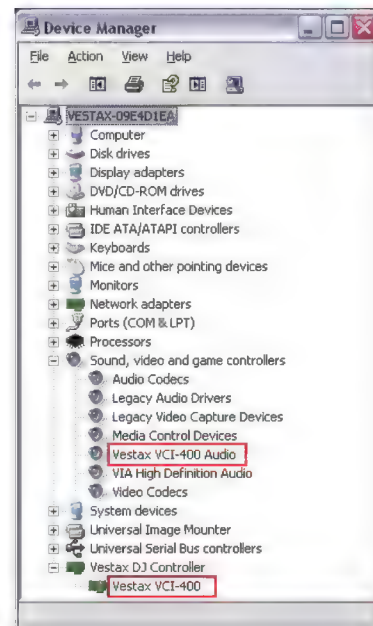 Device Manager
File Action View Help
VESTAX-09E4D1EA
Computer
Disk drives
Display adapters
DVD/CD-ROM drives
Human Interface Devices
IDE ATA/ATAPI controllers
Keyboards
Mice and other pointing devices
Monitors
Network adapters
Ports (COM & LPT)
Processors
Sound, video and game controllers
Audio Codecs
Legacy Audio Drivers
Legacy Video Capture Devices
Media Control Devices
Vestax VCI-400 Audio
VIA High Definition Audio
Video Codecs
System devices
Universal Image Mounter
Universal Serial Bus controllers
Vestax DJ Controller
Vestax VCI-400